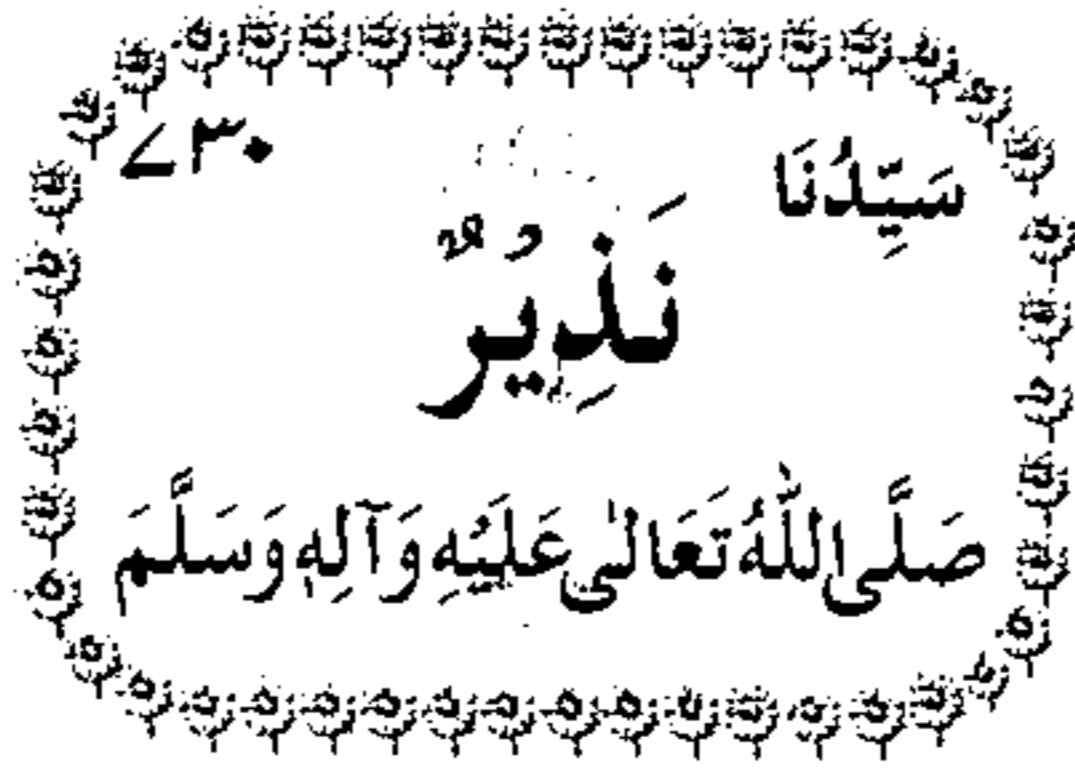 سَيِّدُنَا ۷۳۰
نَذِيْرٌ
صَلَّى اللّٰهُ تَعَالٰى عَلَيْهِ وَآلِهٖ وَسَلَّمَ